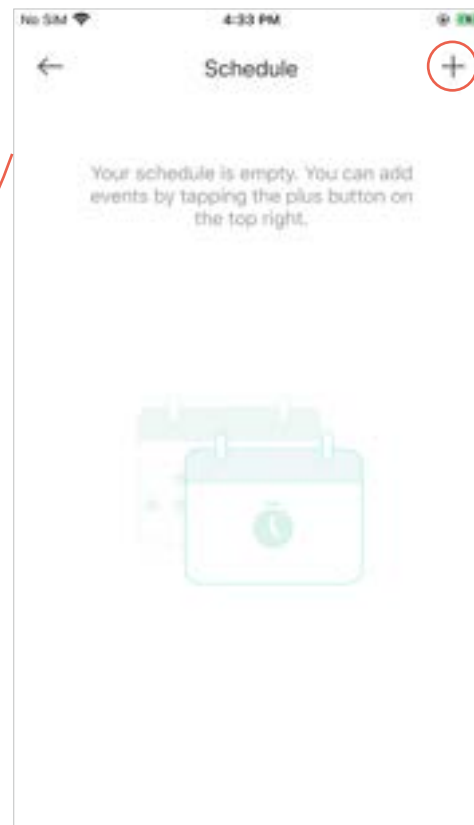 No SIM 4:33 PM
Schedule
Your schedule is empty. You can add
events by tapping the plus button on
the top right.